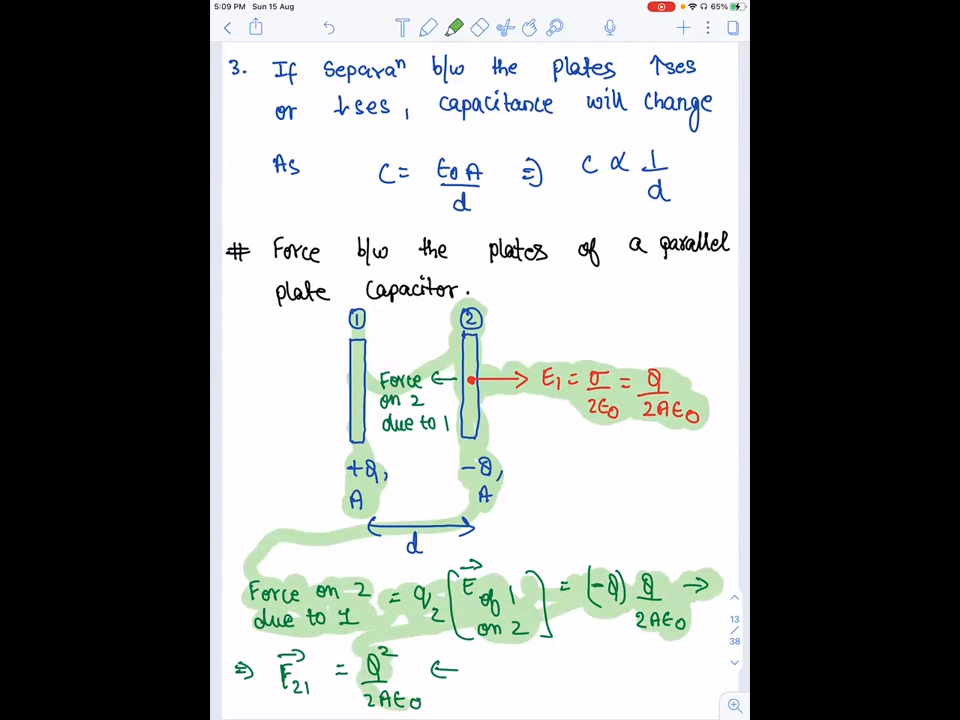 5:09 PM Sun 15 Aug
65%
3. If Separaⁿ b/w the plates ↑ses
or ↓ses, capacitance will change
As C = ε₀A/d ⇒ C ∝ 1/d
# Force b/w the plates of a parallel
plate Capacitor.
① ②
Force ←
on 2
due to 1
E₁ = σ/2ε₀ = Q/2Aε₀
+Q, -Q,
A A
d
Force on 2 due to 1 = q₂ [E⃗ of 1 on 2] = (-Q) Q/2Aε₀ →
⇒ F⃗₂₁ = Q²/2Aε₀ ←
13
/
38